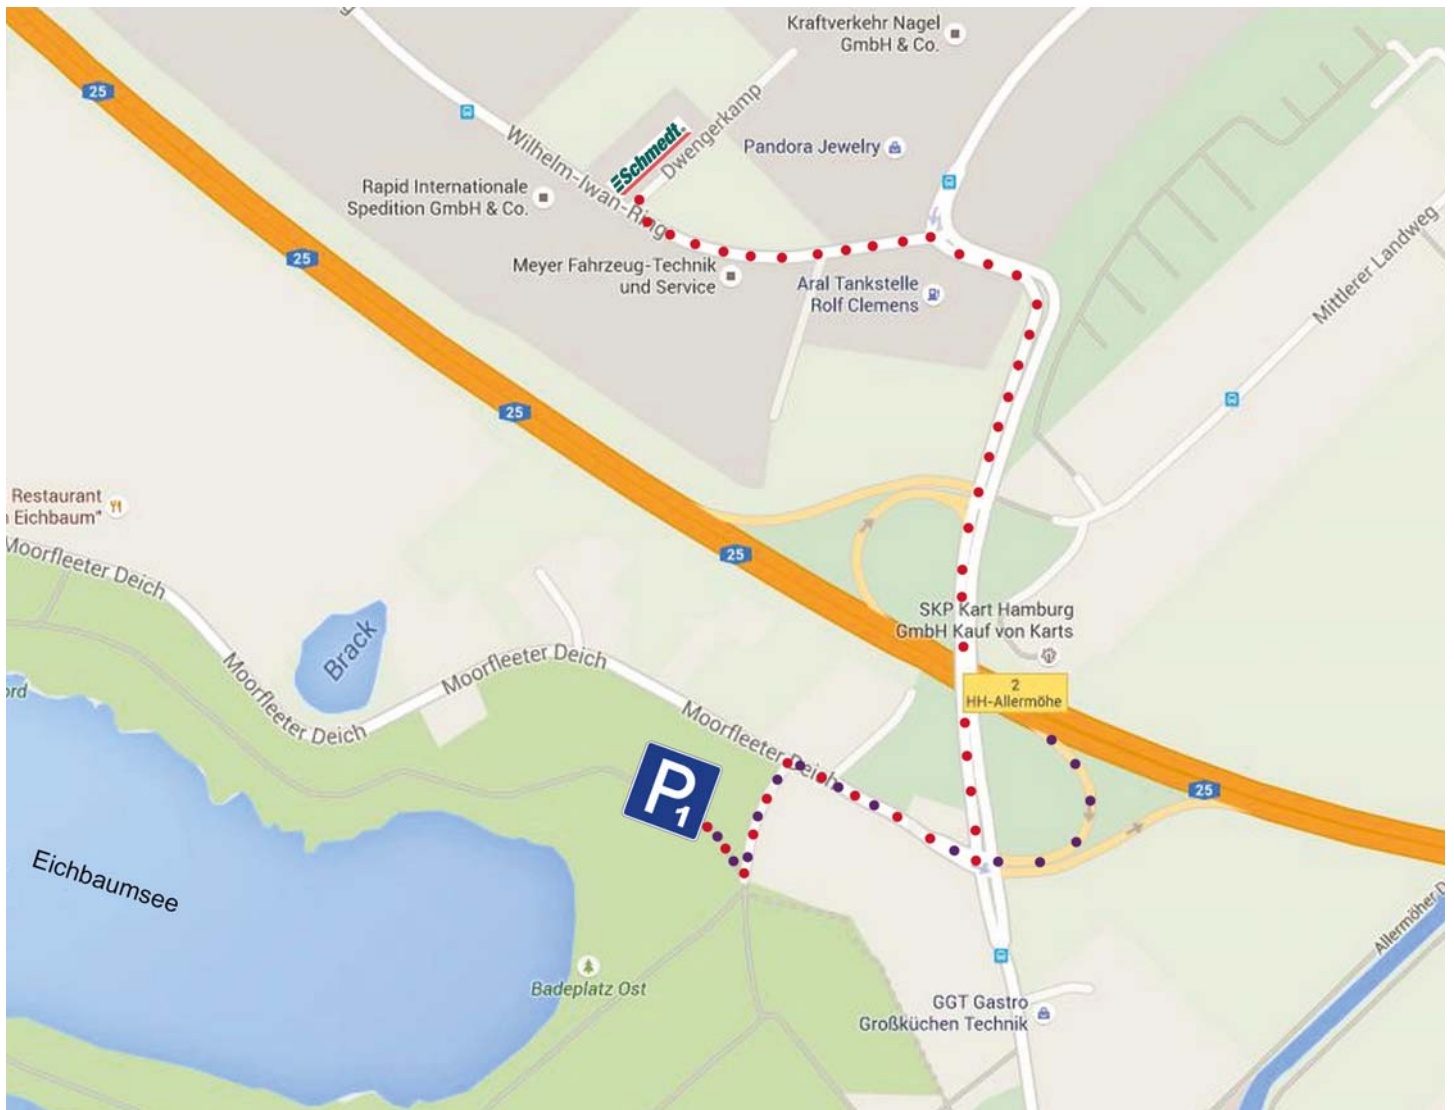 Kraftverkehr Nagel
GmbH & Co.
25
Schmedt.
Dwengerkamp
Pandora Jewelry
Wilhelm-Iwan-Ring
Rapid Internationale
Spedition GmbH & Co.
25
Meyer Fahrzeug-Technik
und Service
Aral Tankstelle
Rolf Clemens
Mittlerer Landweg
25
Restaurant
Eichbaum"
25
Moorfleeter Deich
SKP Kart Hamburg
GmbH Kauf von Karts
Brack
Moorfleeter Deich
Moorfleeter Deich
2
HH-Allermöhe
Moorfleeter Deich
P1
25
Eichbaumsee
Allermöher D
Badeplatz Ost
GGT Gastro
Großküchen Technik